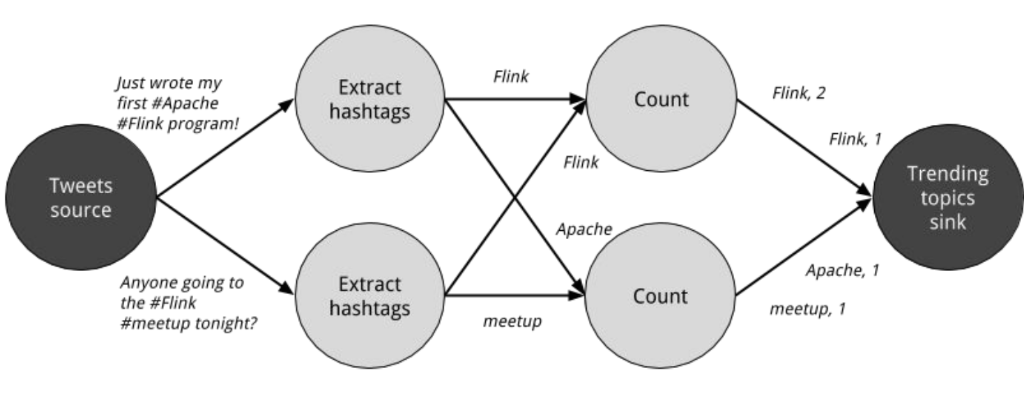 Just wrote my
first #Apache
#Flink program!
Tweets
source
Anyone going to
the #Flink
#meetup tonight?
Extract
hashtags
Extract
hashtags
Flink
Flink
Apache
meetup
Count
Count
Flink, 2
Flink, 1
Apache, 1
meetup, 1
Trending
topics
sink